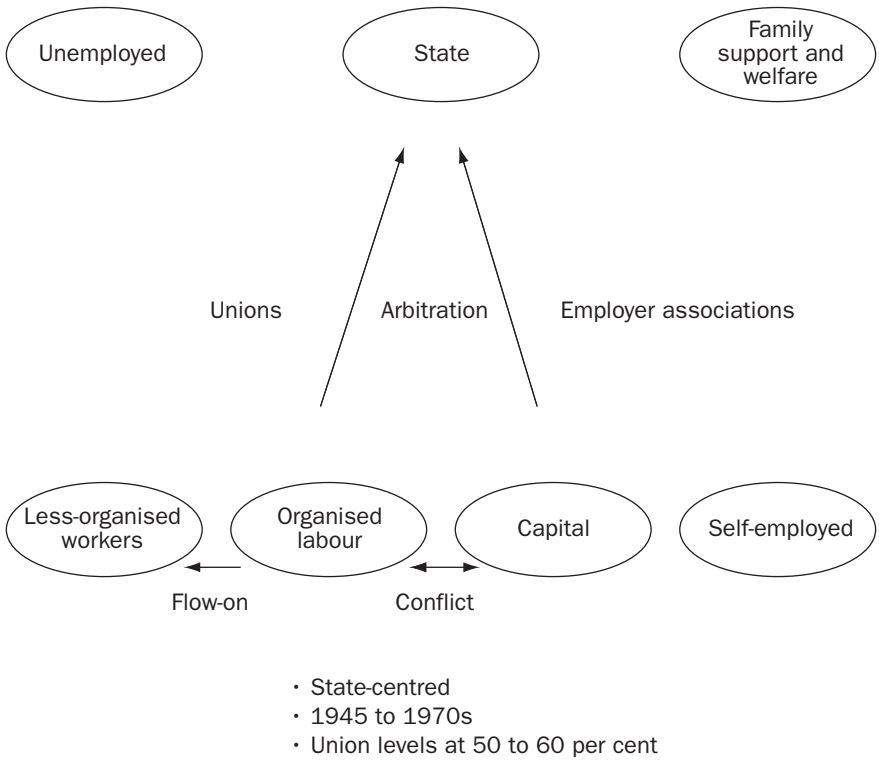 Unemployed
State
Family
support and
welfare
Unions
Arbitration
Employer associations
Less-organised
workers
Organised
labour
Capital
Self-employed
Flow-on
Conflict
• State-centred
• 1945 to 1970s
• Union levels at 50 to 60 per cent